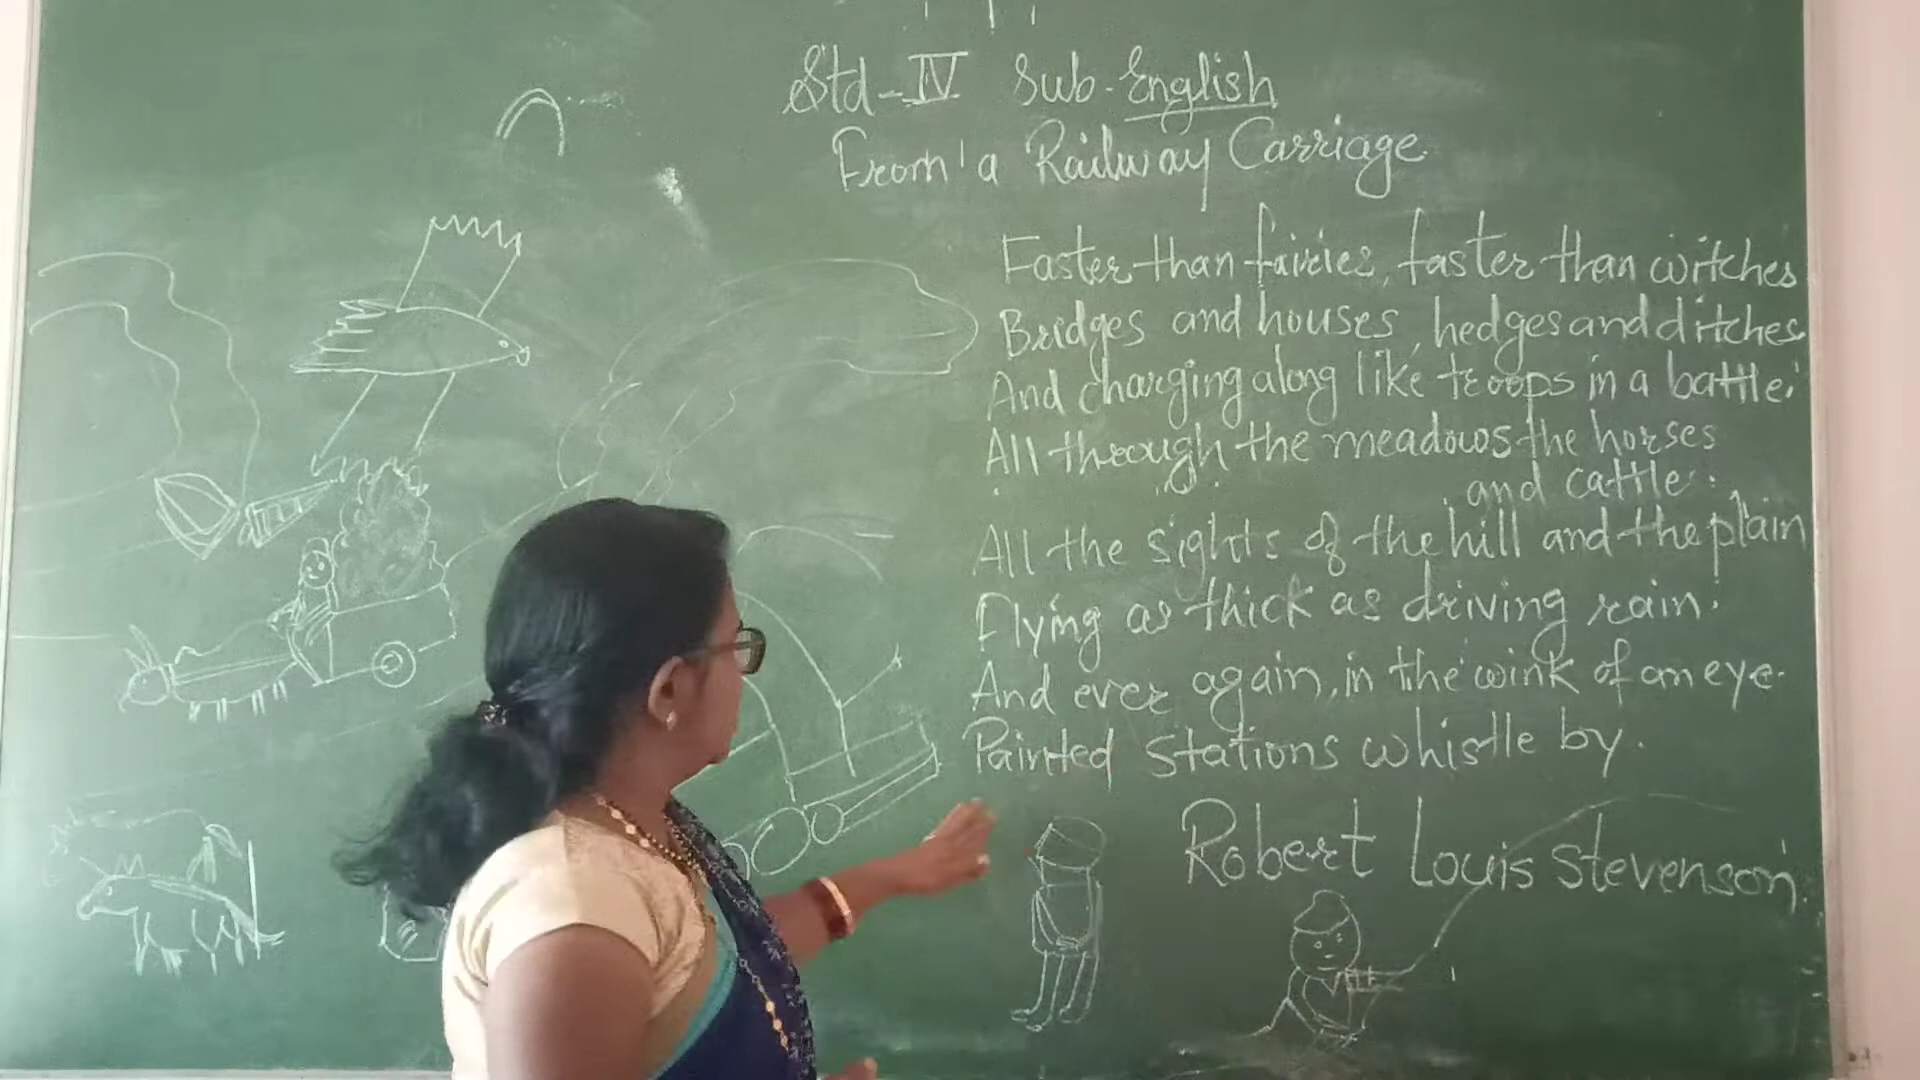 Std-IV Sub-English
From a Railway Carriage
Faster than fairies, faster than witches
Bridges and houses, hedges and ditches
And charging along like troops in a battle.
All through the meadows the horses
and cattle.
All the sights of the hill and the plain
Flying as thick as driving rain.
And ever again, in the wink of an eye.
Painted Stations whistle by.
Robert Louis Stevenson